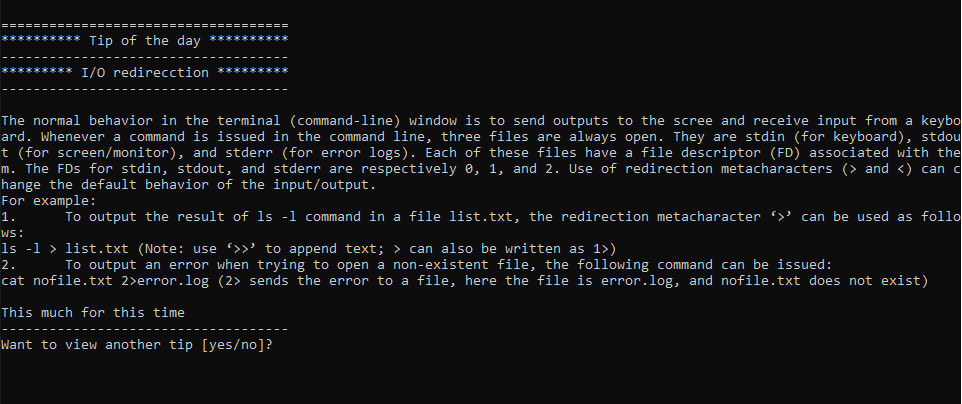 ====================================
********** Tip of the day **********
------------------------------------
********* I/O redirecction *********
------------------------------------
The normal behavior in the terminal (command-line) window is to send outputs to the scree and receive input from a keybo
ard. Whenever a command is issued in the command line, three files are always open. They are stdin (for keyboard), stdou
t (for screen/monitor), and stderr (for error logs). Each of these files have a file descriptor (FD) associated with the
m. The FDs for stdin, stdout, and stderr are respectively 0, 1, and 2. Use of redirection metacharacters (> and <) can c
hange the default behavior of the input/output.
For example:
1.      To output the result of ls -l command in a file list.txt, the redirection metacharacter ‘>’ can be used as follo
ws:
ls -l > list.txt (Note: use ‘>>’ to append text; > can also be written as 1>)
2.      To output an error when trying to open a non-existent file, the following command can be issued:
cat nofile.txt 2>error.log (2> sends the error to a file, here the file is error.log, and nofile.txt does not exist)
This much for this time
------------------------------------
Want to view another tip [yes/no]?